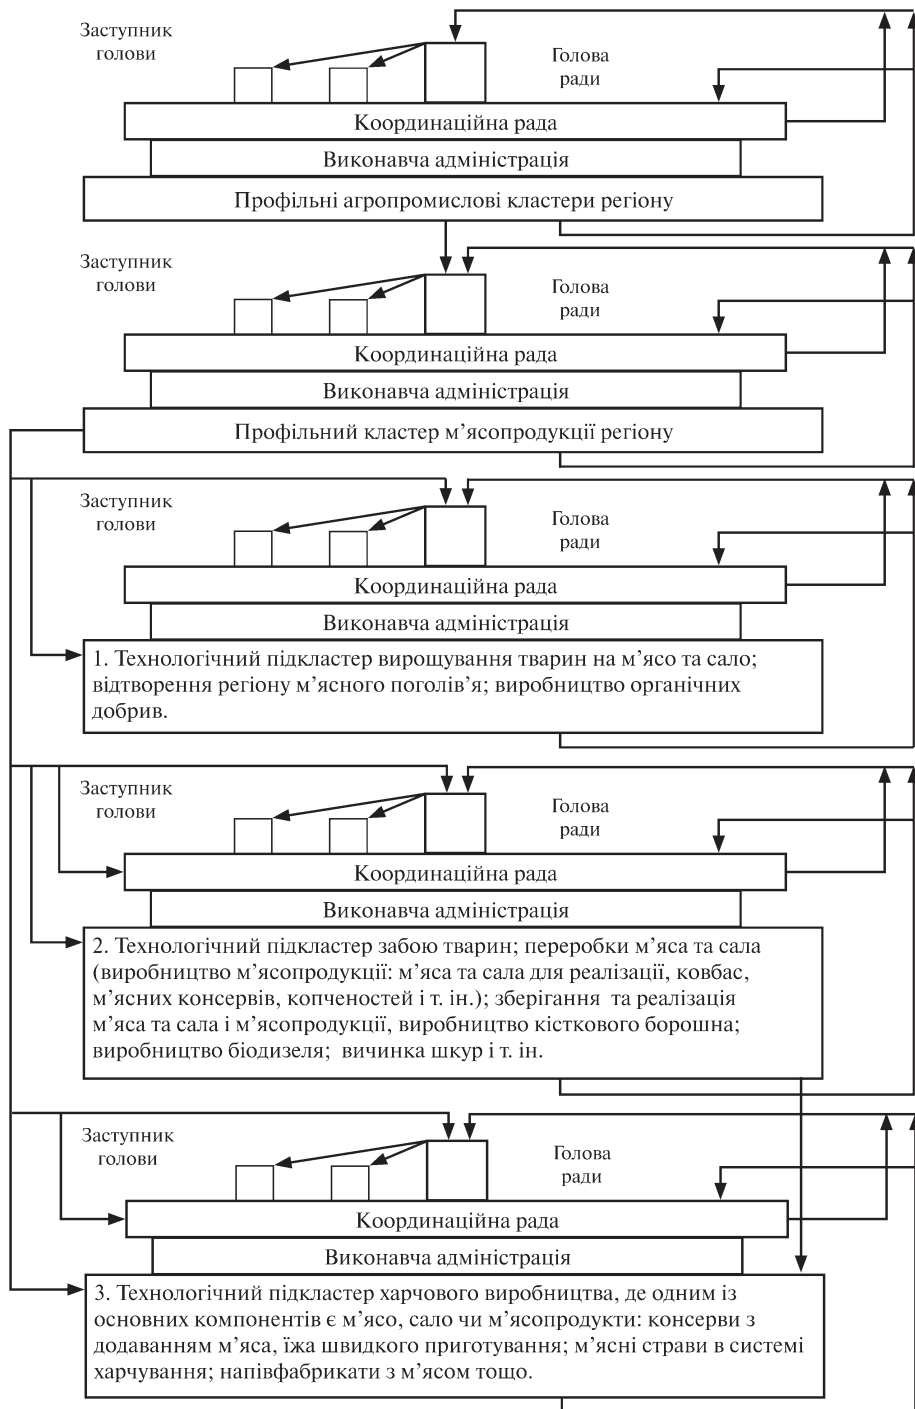 Заступник
голови
Голова
ради
Координаційна рада
Виконавча адміністрація
Профільні агропромислові кластери регіону
Заступник
голови
Голова
ради
Координаційна рада
Виконавча адміністрація
Профільний кластер м’ясопродукції регіону
Заступник
голови
Голова
ради
Координаційна рада
Виконавча адміністрація
1. Технологічний підкластер вирощування тварин на м’ясо та сало;
відтворення регіону м’ясного поголів’я; виробництво органічних
добрив.
Заступник
голови
Голова
ради
Координаційна рада
Виконавча адміністрація
2. Технологічний підкластер забою тварин; переробки м’яса та сала
(виробництво м’ясопродукції: м’яса та сала для реалізації, ковбас,
м’ясних консервів, копченостей і т. ін.); зберігання та реалізація
м’яса та сала і м’ясопродукції, виробництво кісткового борошна;
виробництво біодизеля; вичинка шкур і т. ін.
Заступник
голови
Голова
ради
Координаційна рада
Виконавча адміністрація
3. Технологічний підкластер харчового виробництва, де одним із
основних компонентів є м’ясо, сало чи м’ясопродукти: консерви з
додаванням м’яса, їжа швидкого приготування; м’ясні страви в системі
харчування; напівфабрикати з м’ясом тощо.